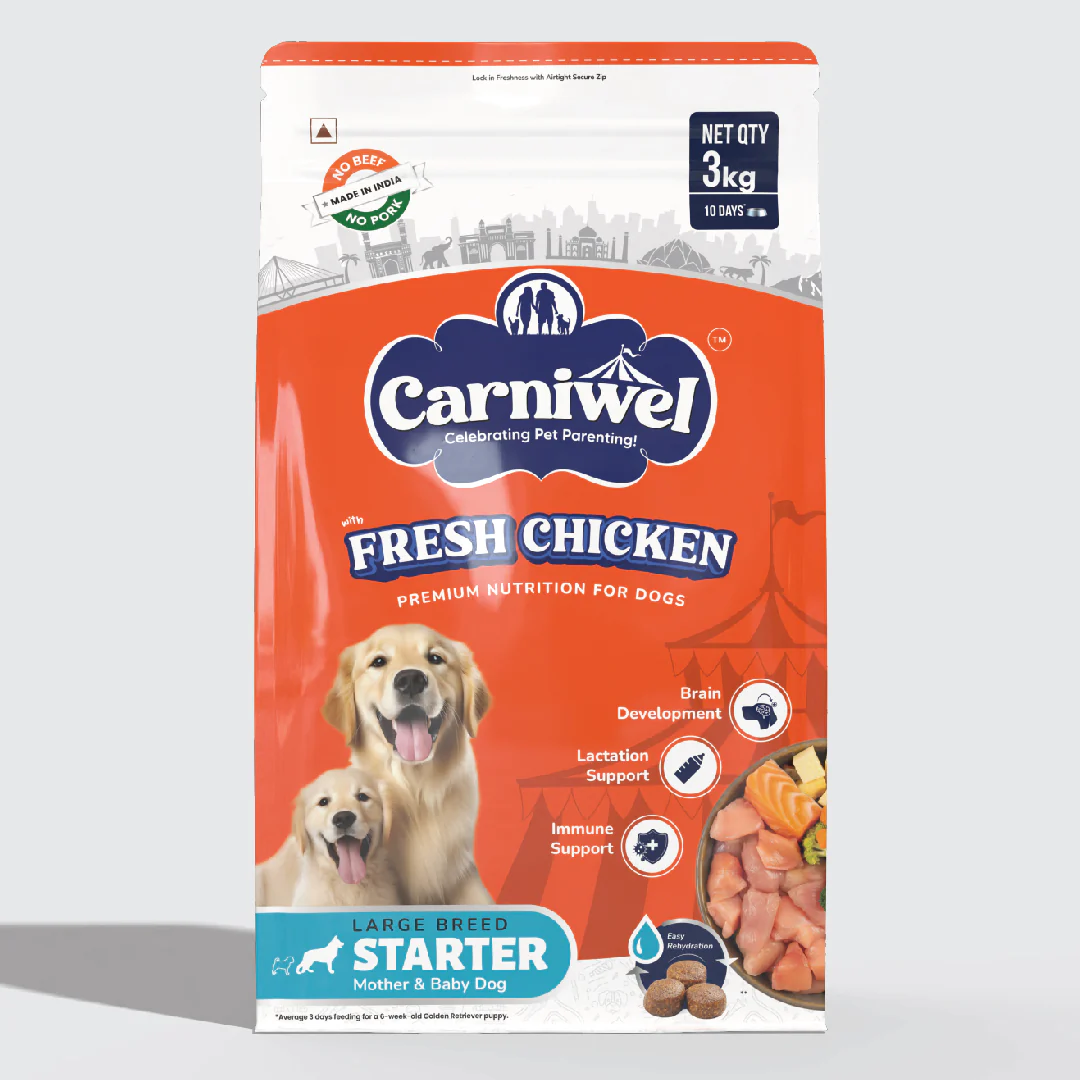 Lock in Freshness with Airtight Secure Zip
NO BEEF
MADE IN INDIA
NO PORK
NET QTY
3kg
10 DAYS*
TM
Carniwel
Celebrating Pet Parenting!
with
FRESH CHICKEN
PREMIUM NUTRITION FOR DOGS
Brain
Development
Lactation
Support
Immune
Support
LARGE BREED
STARTER
Mother & Baby Dog
Easy
Rehydration
**
*Average 3 days feeding for a 6-week-old Golden Retriever puppy.